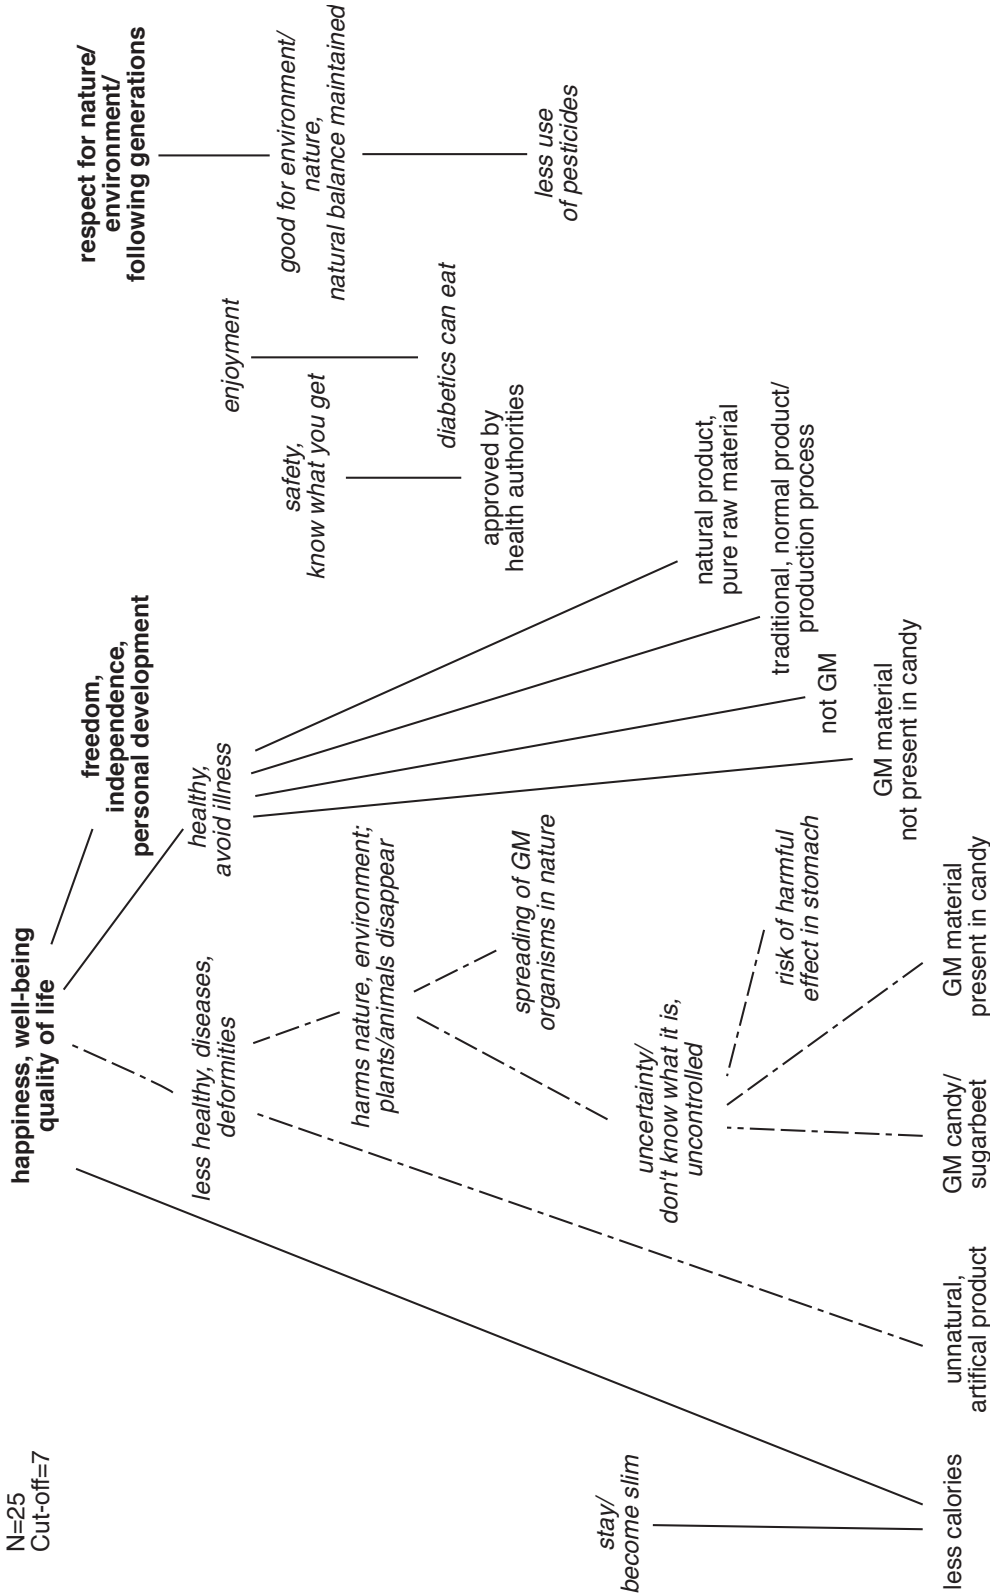 N=25
Cut-off=7
happiness, well-being
quality of life
freedom,
independence,
personal development
respect for nature/
environment/
following generations
less healthy, diseases,
deformities
healthy,
avoid illness
enjoyment
good for environment/
nature,
natural balance maintained
harms nature, environment;
plants/animals disappear
safety,
know what you get
diabetics can eat
approved by
health authorities
less use
of pesticides
spreading of GM
organisms in nature
stay/
become slim
uncertainty/
don't know what it is,
uncontrolled
risk of harmful
effect in stomach
natural product,
pure raw material
traditional, normal product/
production process
not GM
GM material
not present in candy
less calories
unnatural,
artifical product
GM candy/
sugarbeet
GM material
present in candy